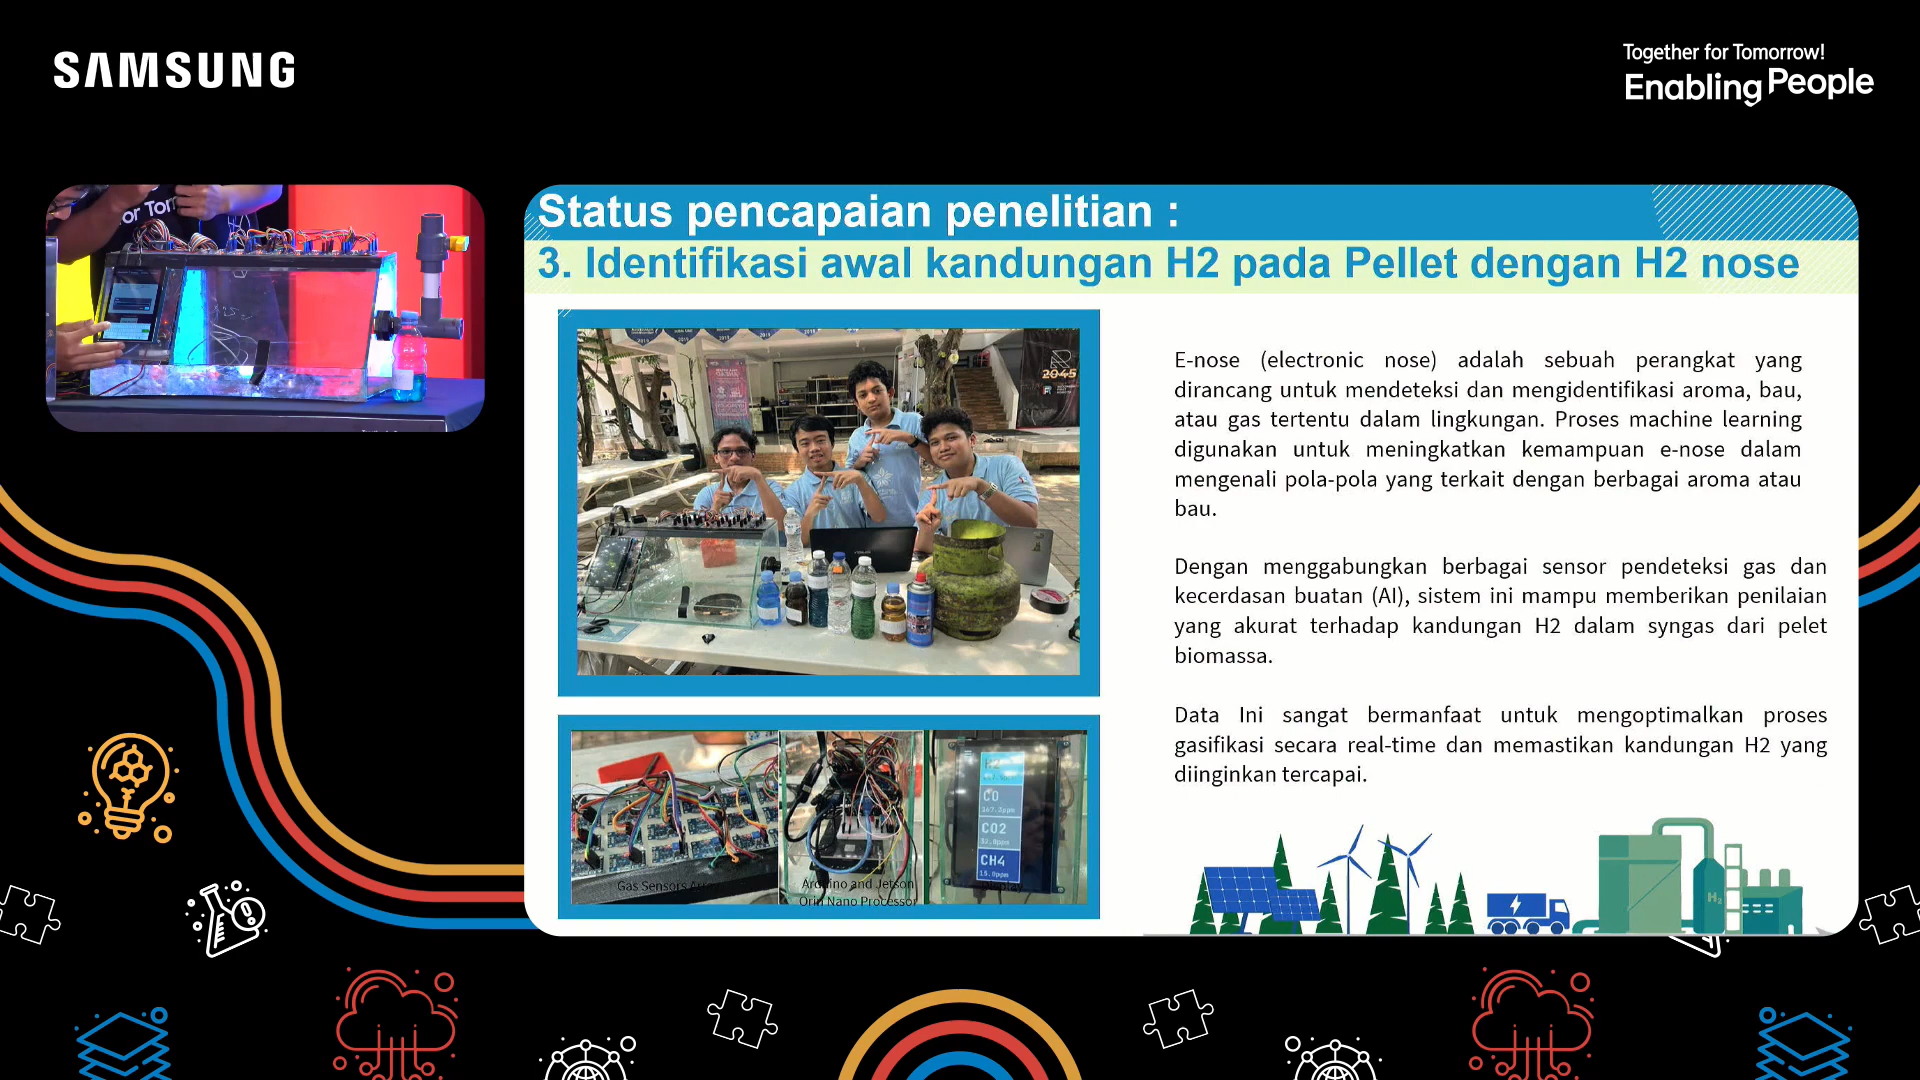 SAMSUNG
Together for Tomorrow!
Enabling People
or Tom
Status pencapaian penelitian :
3. Identifikasi awal kandungan H2 pada Pellet dengan H2 nose
2045
E-nose (electronic nose) adalah sebuah perangkat yang
dirancang untuk mendeteksi dan mengidentifikasi aroma, bau,
atau gas tertentu dalam lingkungan. Proses machine learning
digunakan untuk meningkatkan kemampuan e-nose dalam
mengenali pola-pola yang terkait dengan berbagai aroma atau
bau.
Dengan menggabungkan berbagai sensor pendeteksi gas dan
kecerdasan buatan (AI), sistem ini mampu memberikan penilaian
yang akurat terhadap kandungan H2 dalam syngas dari pelet
biomassa.
Data Ini sangat bermanfaat untuk mengoptimalkan proses
gasifikasi secara real-time dan memastikan kandungan H2 yang
diinginkan tercapai.
Gas Sensors
Arduino and Jetson
Orin Nano Processor
H2
CO
CO2
CH4
H2